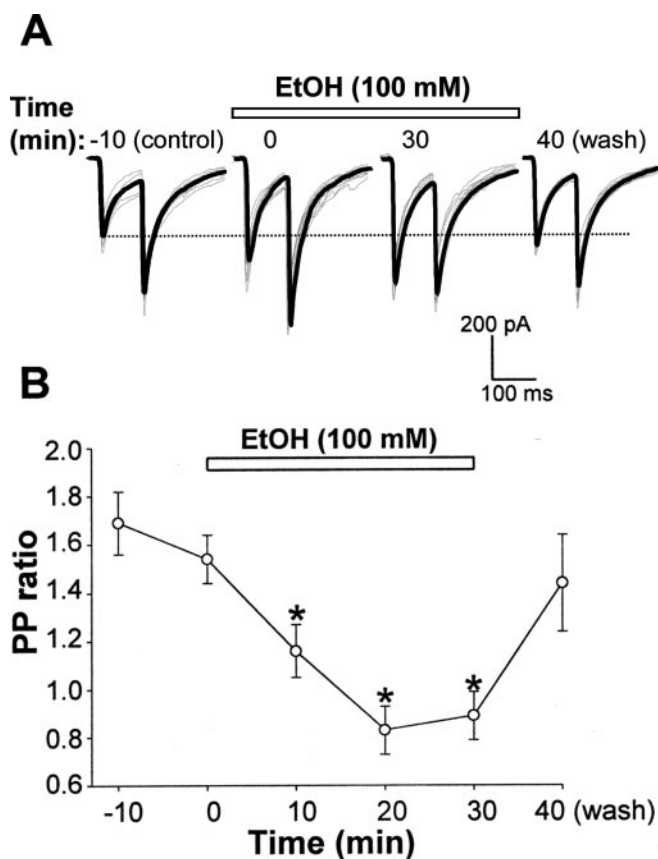 A
EtOH (100 mM)
Time
(min): -10 (control) 0 30 40 (wash)
200 pA
100 ms
B
EtOH (100 mM)
2.0
1.8
1.6
1.4
1.2
1.0
0.8
0.6
PP ratio
* * *
-10 0 10 20 30 40 (wash)
Time (min)